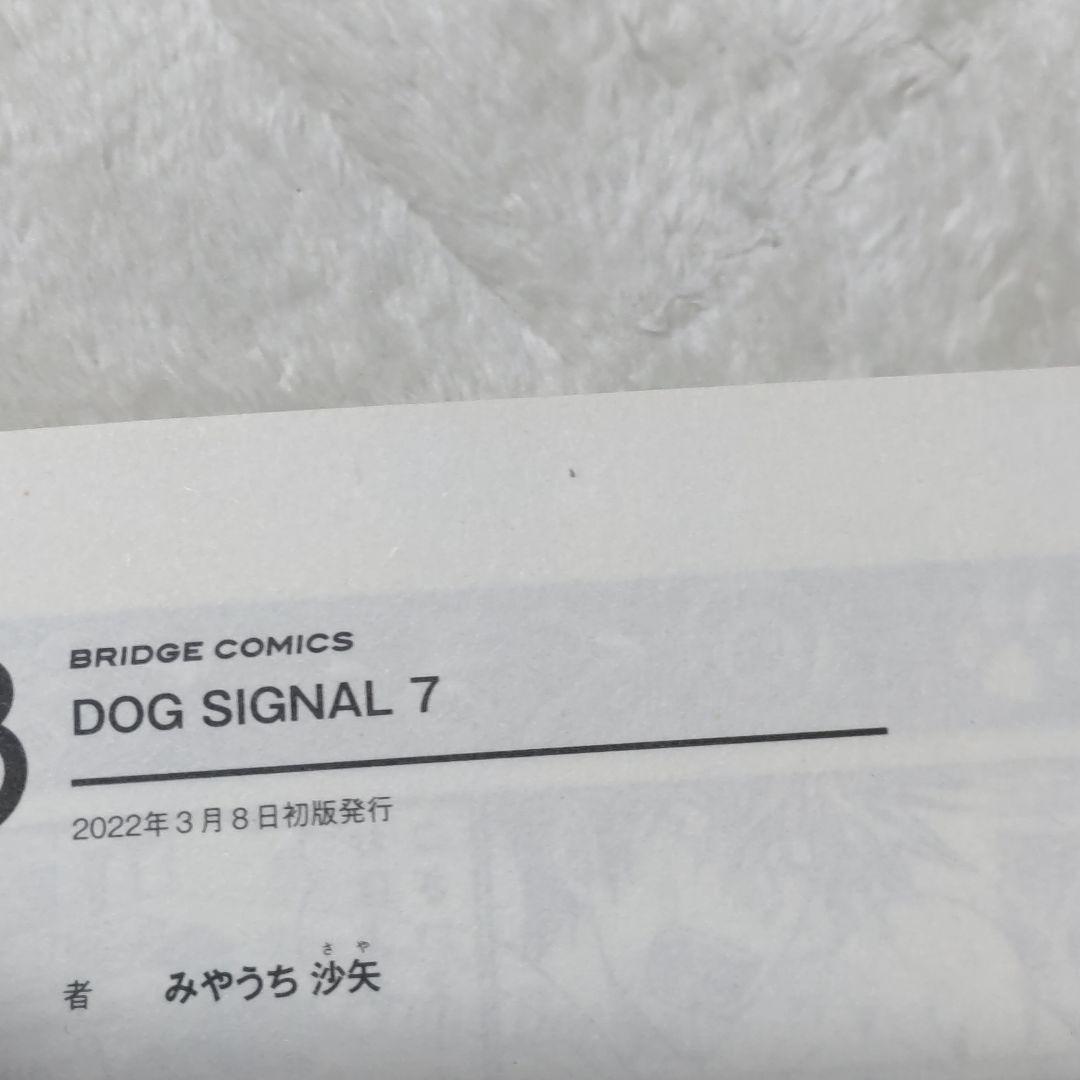 BRIDGE COMICS
DOG SIGNAL 7
2022年3月8日初版発行
さ や
者 みやうち 沙矢